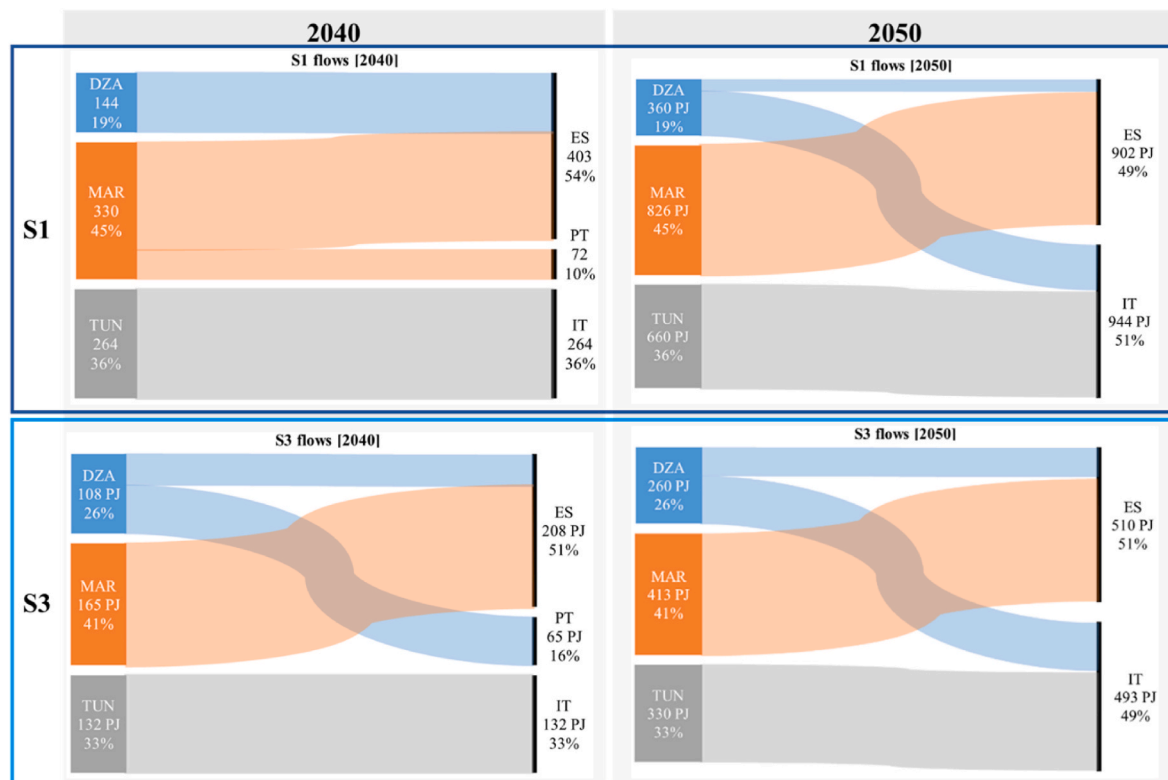 2040
2050
S1
S1 flows [2040]
DZA
144
19%
MAR
330
45%
TUN
264
36%
ES
403
54%
PT
72
10%
IT
264
36%
S1 flows [2050]
DZA
360 PJ
19%
MAR
826 PJ
45%
TUN
660 PJ
36%
ES
902 PJ
49%
IT
944 PJ
51%
S3
S3 flows [2040]
DZA
108 PJ
26%
MAR
165 PJ
41%
TUN
132 PJ
33%
ES
208 PJ
51%
PT
65 PJ
16%
IT
132 PJ
33%
S3 flows [2050]
DZA
260 PJ
26%
MAR
413 PJ
41%
TUN
330 PJ
33%
ES
510 PJ
51%
IT
493 PJ
49%